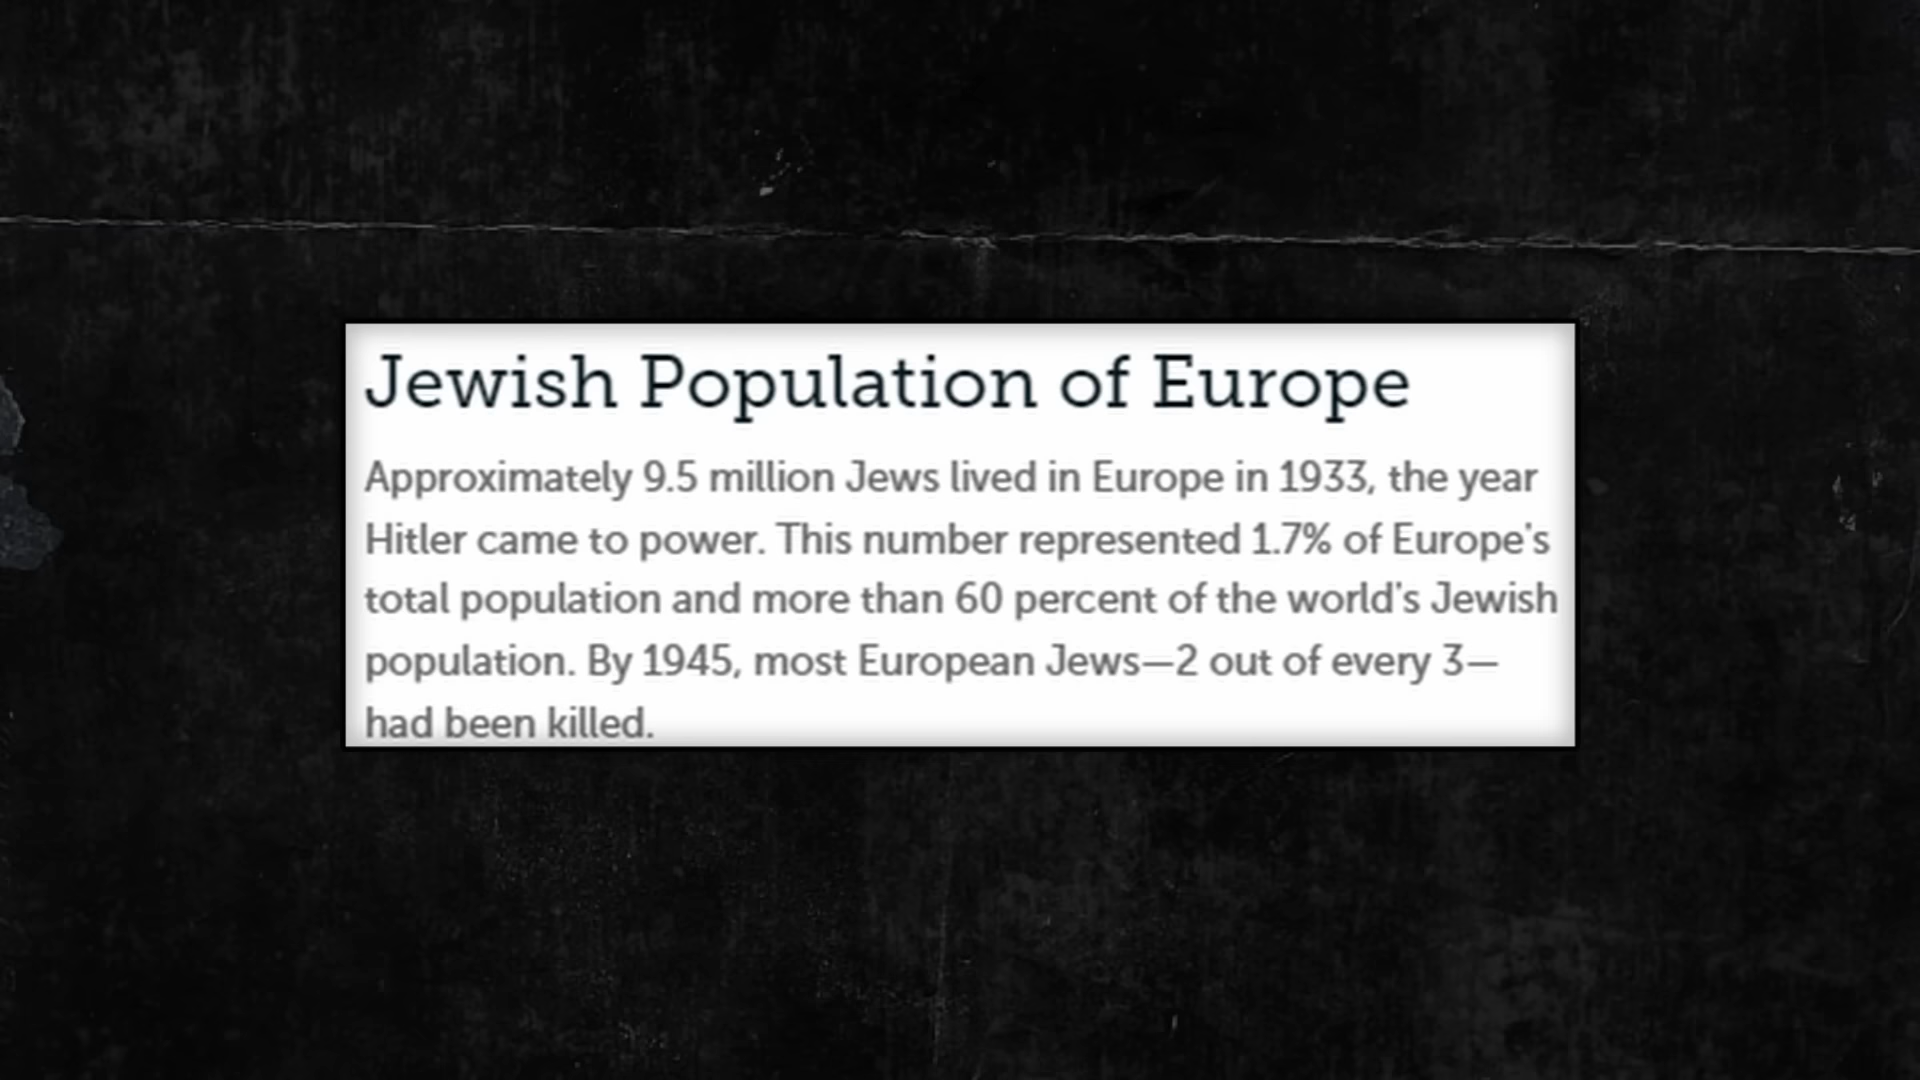 Jewish Population of Europe
Approximately 9.5 million Jews lived in Europe in 1933, the year
Hitler came to power. This number represented 1.7% of Europe's
total population and more than 60 percent of the world's Jewish
population. By 1945, most European Jews—2 out of every 3—
had been killed.